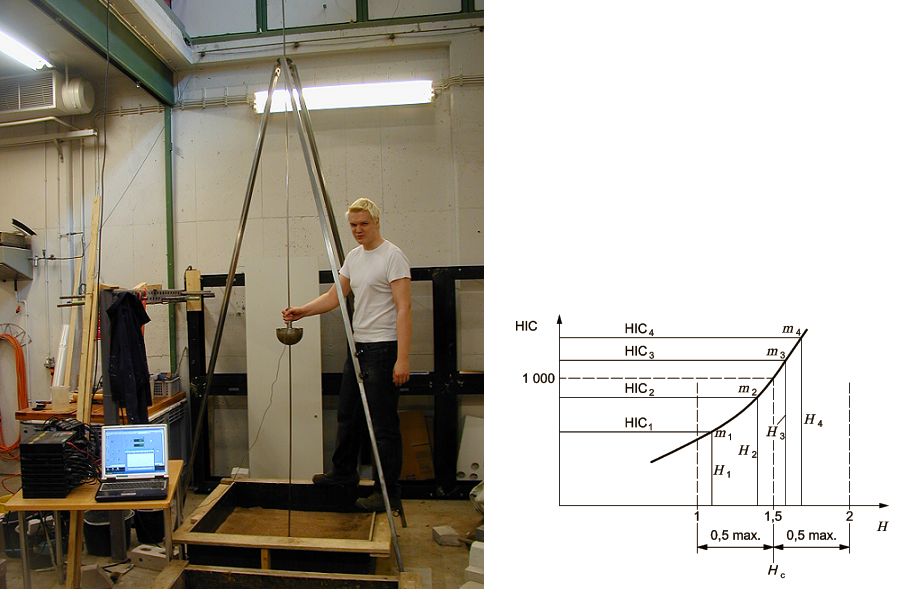 HIC
HIC4
m4
HIC3
m3
1 000
HIC2
m2
HIC1
m1
H3
H4
H2
H1
1
1,5
2
H
0,5 max.
0,5 max.
Hc